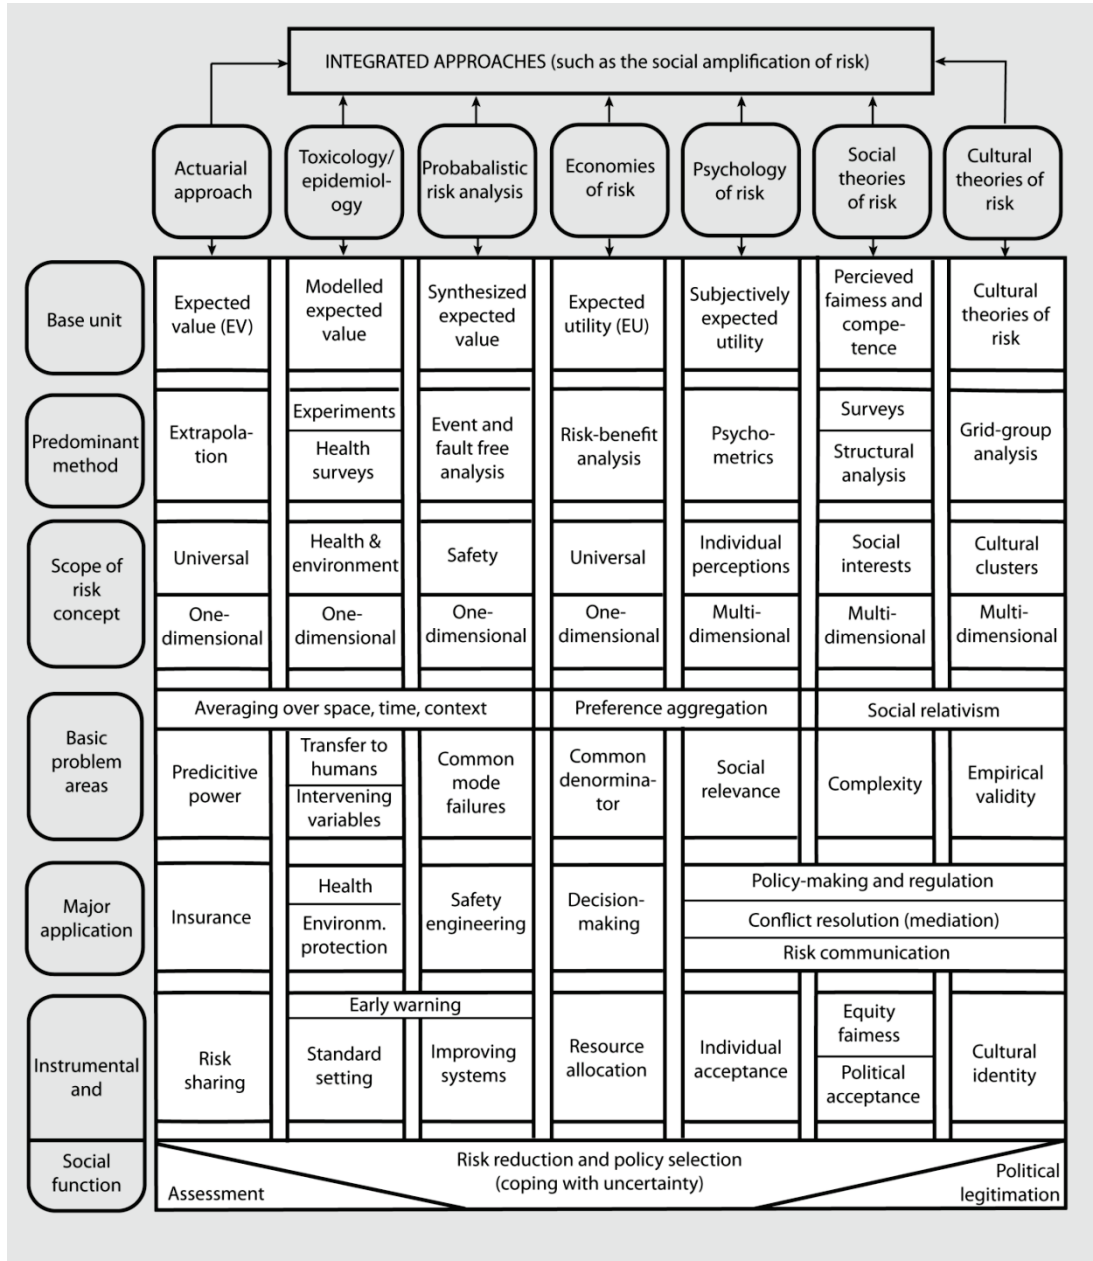 INTEGRATED APPROACHES (such as the social amplification of risk)
Actuarial
approach
Toxicology/
epidemiol-
ogy
Probabalistic
risk analysis
Economies
of risk
Psychology
of risk
Social
theories
of risk
Cultural
theories of
risk
Base unit
Expected
value (EV)
Modelled
expected
value
Synthesized
expected
value
Expected
utility (EU)
Subjectively
expected
utility
Percieved
faimess and
compe-
tence
Cultural
theories of
risk
Predominant
method
Extrapola-
tion
Experiments
Health
surveys
Event and
fault free
analysis
Risk-benefit
analysis
Psycho-
metrics
Surveys
Structural
analysis
Grid-group
analysis
Scope of
risk
concept
Universal
Health &
environment
Safety
Universal
Individual
perceptions
Social
interests
Cultural
clusters
One-
dimensional
One-
dimensional
One-
dimensional
One-
dimensional
Multi-
dimensional
Multi-
dimensional
Multi-
dimensional
Basic
problem
areas
Averaging over space, time, context
Preference aggregation
Social relativism
Predicitive
power
Transfer to
humans
Intervening
variables
Common
mode
failures
Common
denormina-
tor
Social
relevance
Complexity
Empirical
validity
Major
application
Insurance
Health
Environm.
protection
Safety
engineering
Decision-
making
Policy-making and regulation
Conflict resolution (mediation)
Risk communication
Instrumental
and
Risk
sharing
Early warning
Standard
setting
Improving
systems
Resource
allocation
Individual
acceptance
Equity
faimess
Political
acceptance
Cultural
identity
Social
function
Assessment
Risk reduction and policy selection
(coping with uncertainty)
Political
legitimation